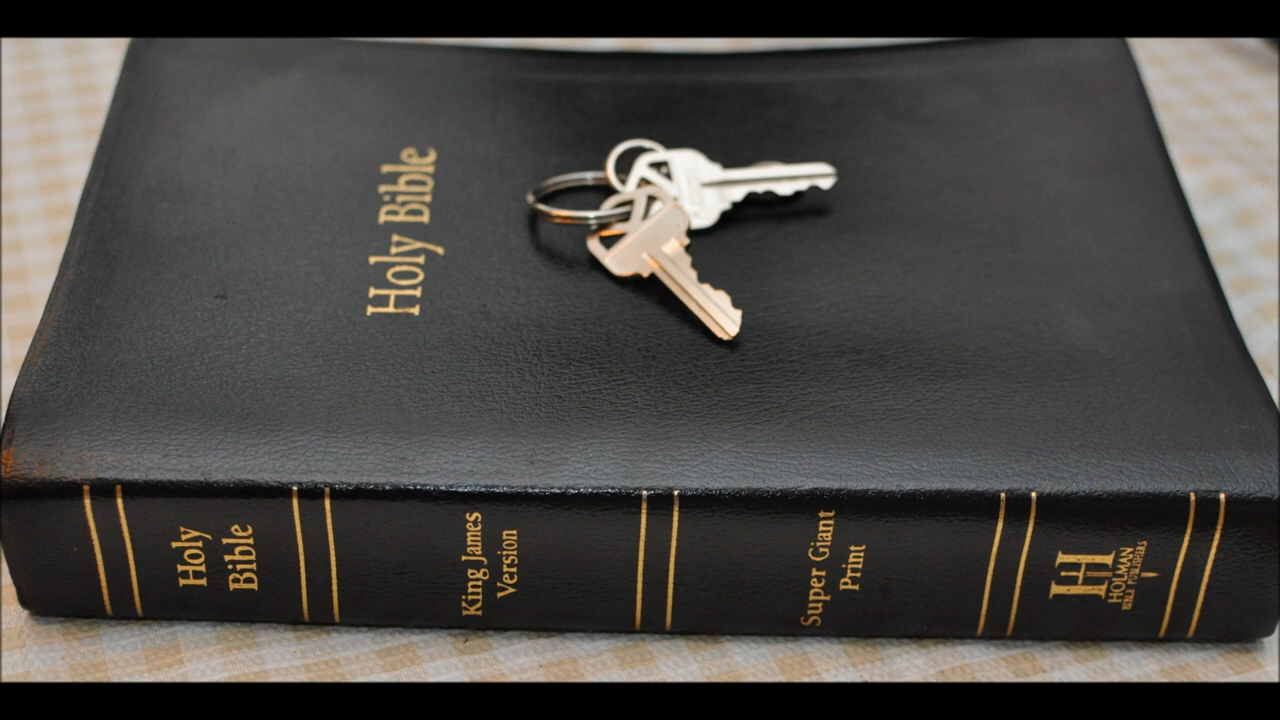 Holy Bible
Holy
Bible
King James
Version
Super Giant
Print
H
HOLMAN
BIBLE PUBLISHERS